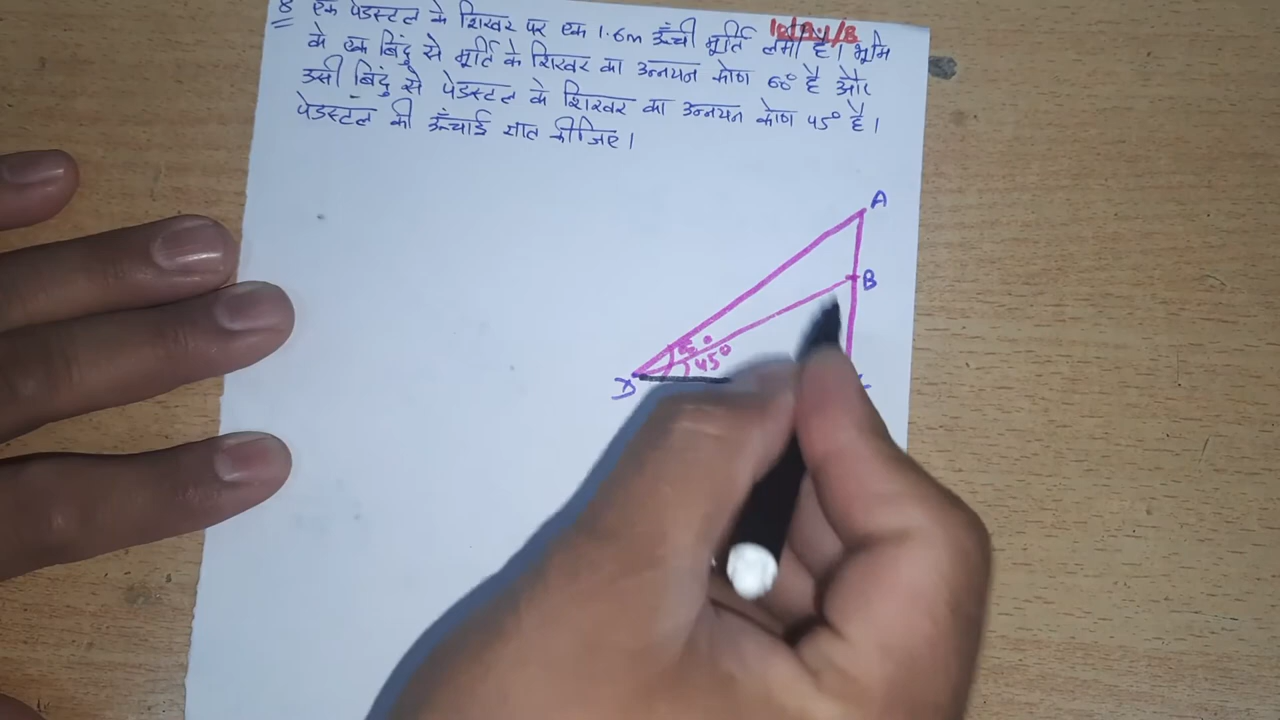 8 एक पेडस्टल के शिखर पर एक 1.6m ऊँची मूर्ति लगी है। भूमि
के एक बिंदु से मूर्ति के शिखर का उन्नयन कोण 60° है और
उसी बिंदु से पेडस्टल के शिखर का उन्नयन कोण 45° है।
पेडस्टल की ऊँचाई ज्ञात कीजिए।
A
B
45°
D